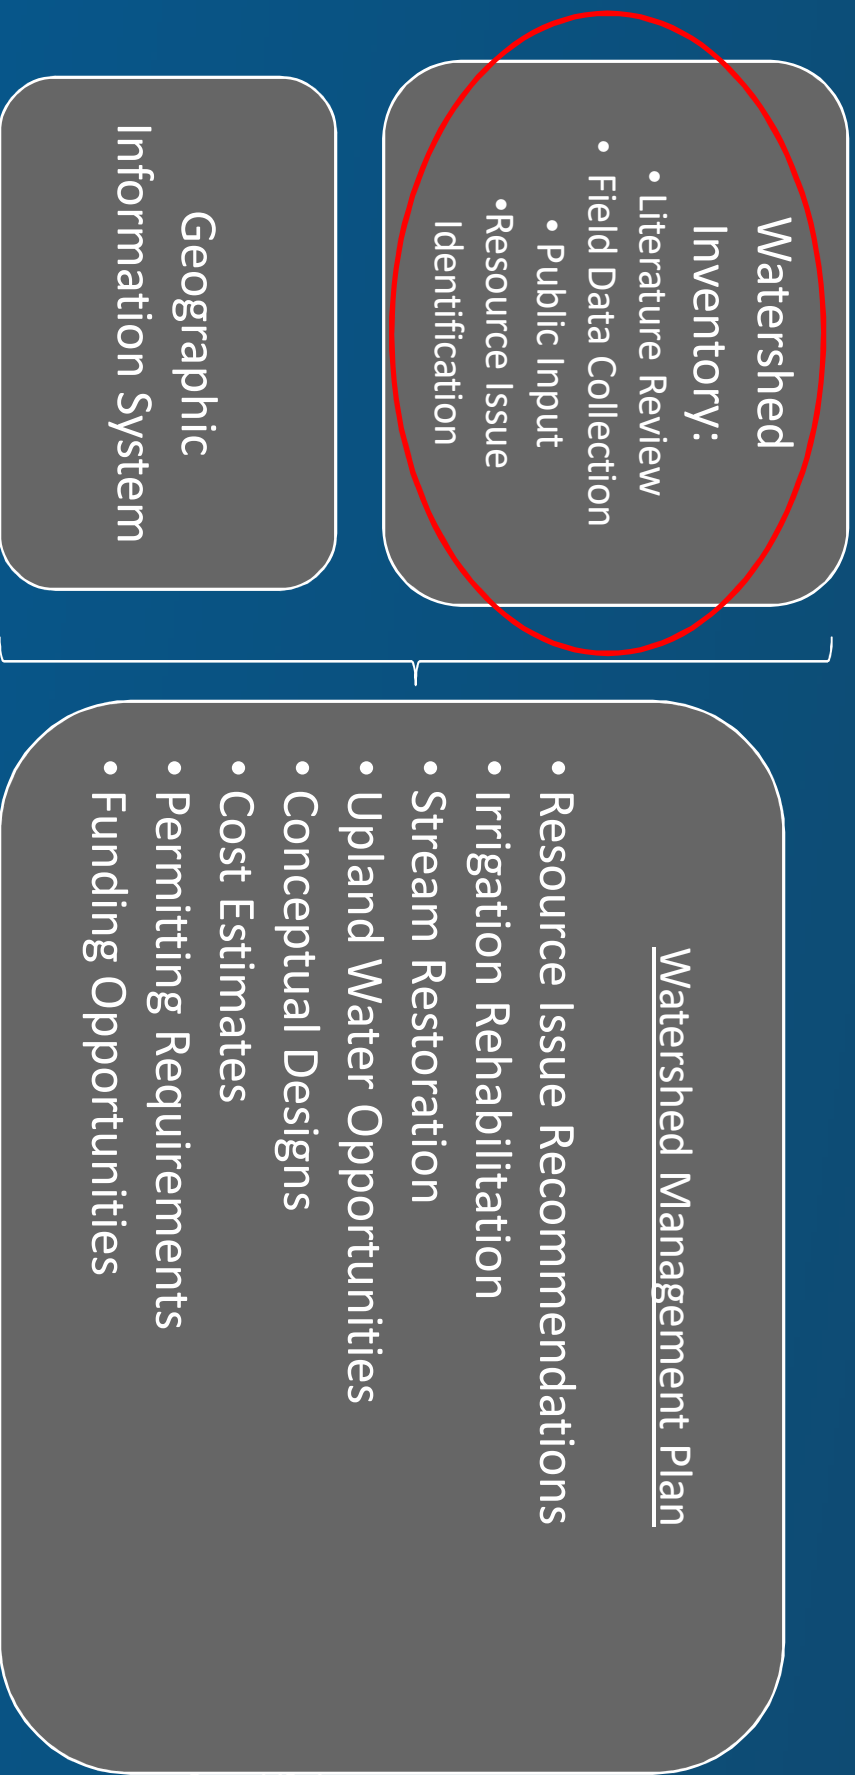 Watershed
Inventory:
• Literature Review
• Field Data Collection
• Public Input
•Resource Issue
Identification
Geographic
Information System
Watershed Management Plan
• Resource Issue Recommendations
• Irrigation Rehabilitation
• Stream Restoration
• Upland Water Opportunities
• Conceptual Designs
• Cost Estimates
• Permitting Requirements
• Funding Opportunities